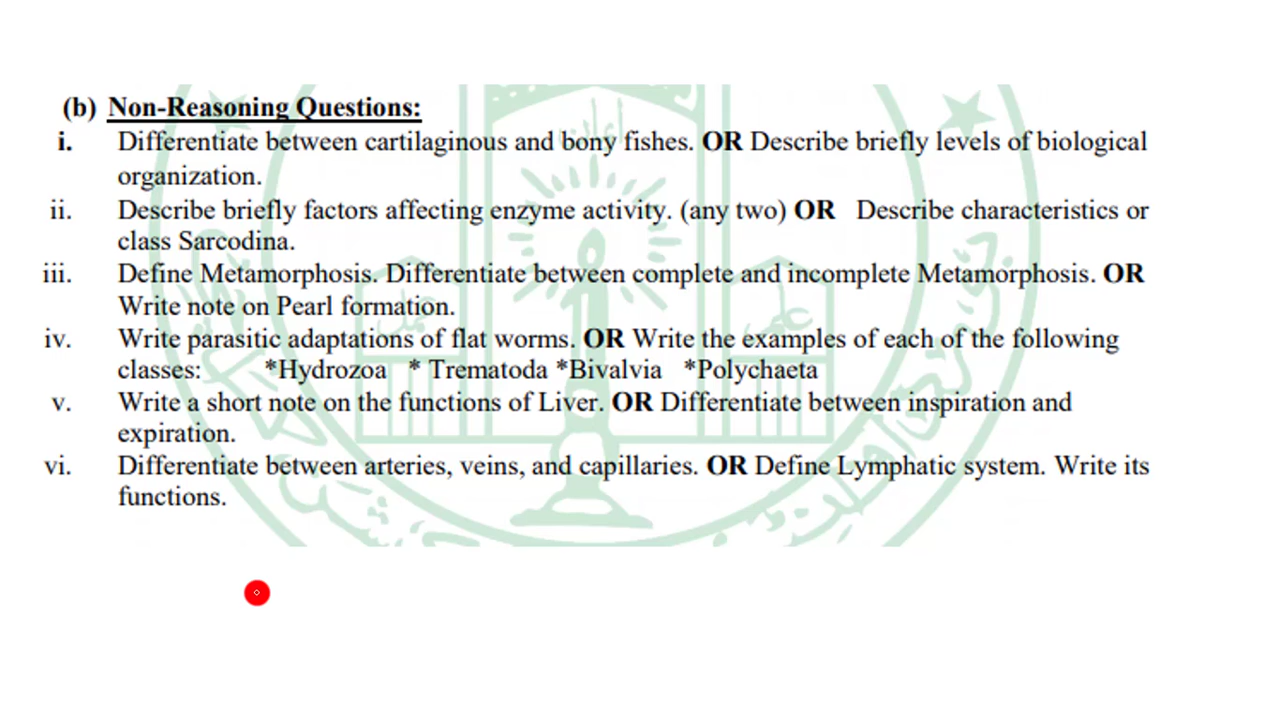 (b) Non-Reasoning Questions:
i. Differentiate between cartilaginous and bony fishes. OR Describe briefly levels of biological
organization.
ii. Describe briefly factors affecting enzyme activity. (any two) OR Describe characteristics or
class Sarcodina.
iii. Define Metamorphosis. Differentiate between complete and incomplete Metamorphosis. OR
Write note on Pearl formation.
iv. Write parasitic adaptations of flat worms. OR Write the examples of each of the following
classes: *Hydrozoa * Trematoda *Bivalvia *Polychaeta
v. Write a short note on the functions of Liver. OR Differentiate between inspiration and
expiration.
vi. Differentiate between arteries, veins, and capillaries. OR Define Lymphatic system. Write its
functions.